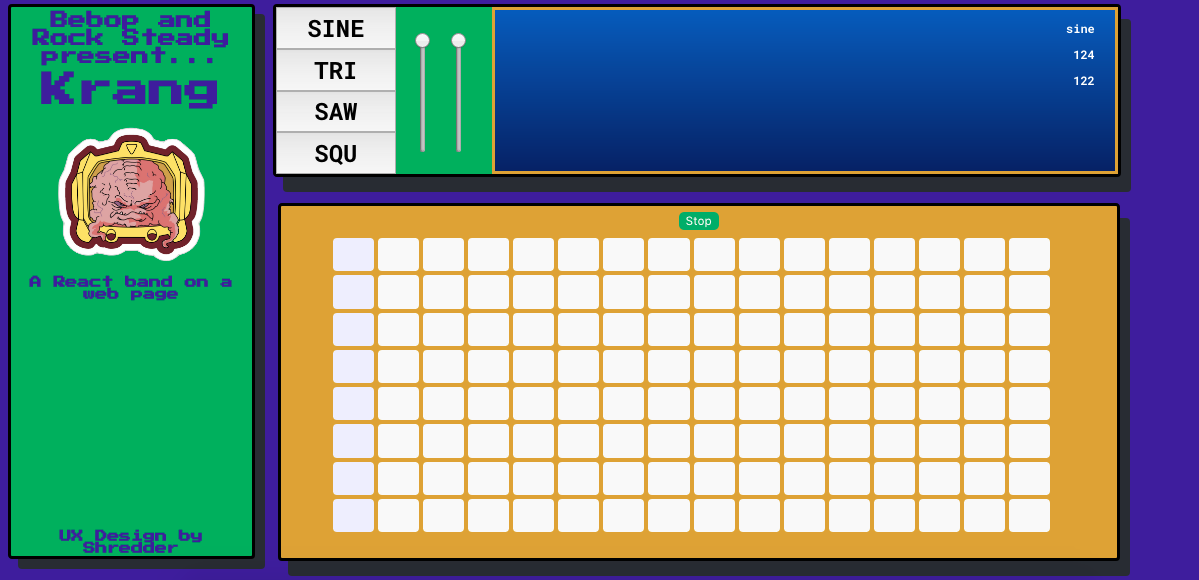 Bebop and
Rock Steady
present...
Krang
A React band on a
web page
UX Design by
Shredder
SINE
TRI
SAW
SQU
sine
124
122
Stop